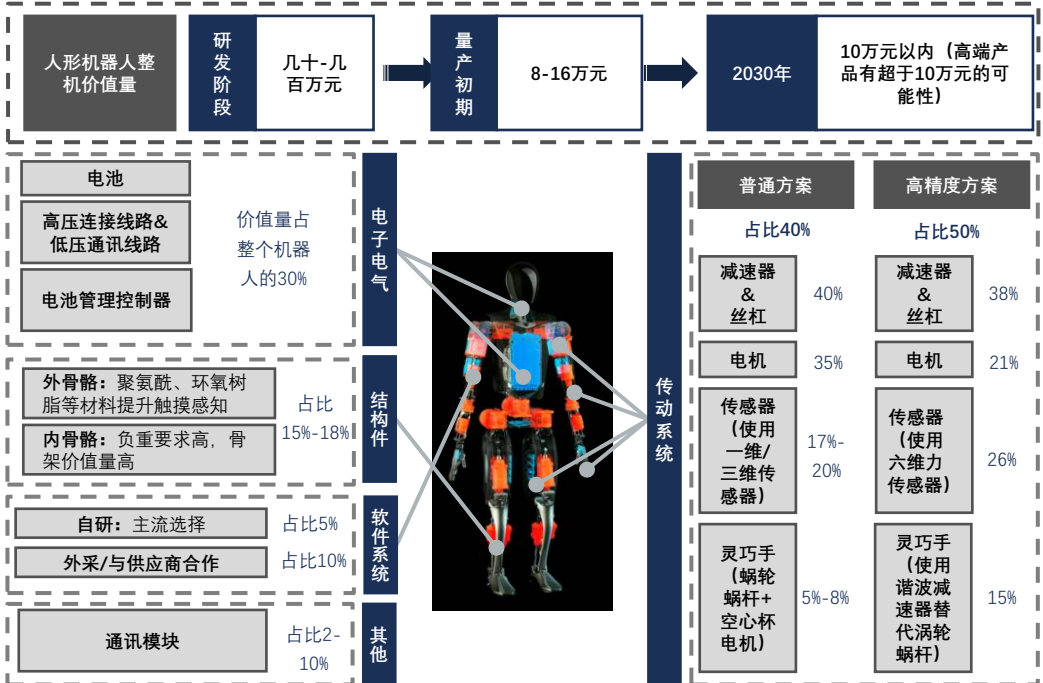 人形机器人整
机价值量
研发阶段
几十-几
百万元
量产初期
8-16万元
2030年
10万元以内（高端产
品有超于10万元的可
能性）
电池
高压连接线路&
低压通讯线路
电池管理控制器
价值量占
整个机器
人的30%
电子电气
外骨骼：聚氨酰、环氧树
脂等材料提升触摸感知
内骨骼：负重要求高，骨
架价值量高
占比
15%-18%
结构件
自研：主流选择
占比5%
外采/与供应商合作
占比10%
软件系统
通讯模块
占比2-
10%
其他
传动系统
普通方案
占比40%
减速器
&
丝杠
40%
电机
35%
传感器
（使用
一维/
三维传
感器）
17%-
20%
灵巧手
（蜗轮
蜗杆+
空心杯
电机）
5%-8%
高精度方案
占比50%
减速器
&
丝杠
38%
电机
21%
传感器
（使用
六维力
传感器）
26%
灵巧手
（使用
谐波减
速器替
代涡轮
蜗杆）
15%